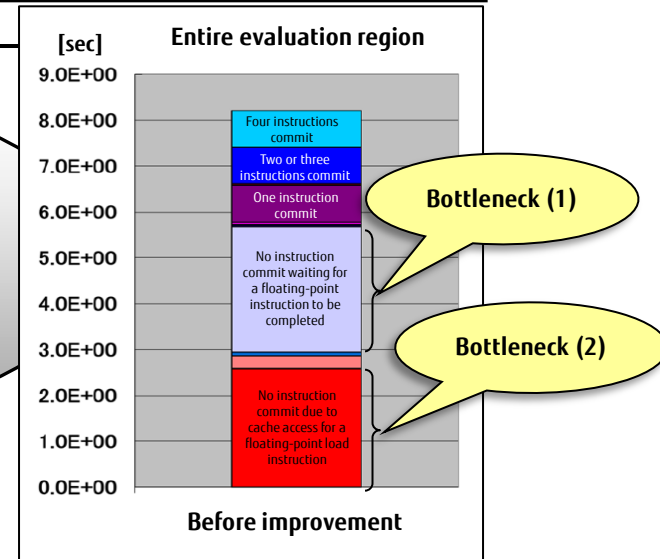 [sec]
Entire evaluation region
9.0E+00
8.0E+00
7.0E+00
6.0E+00
5.0E+00
4.0E+00
3.0E+00
2.0E+00
1.0E+00
0.0E+00
Four instructions
commit
Two or three
instructions commit
One instruction
commit
No instruction
commit waiting for
a floating-point
instruction to be
completed
No instruction
commit due to
cache access for a
floating-point load
instruction
Bottleneck (1)
Bottleneck (2)
Before improvement